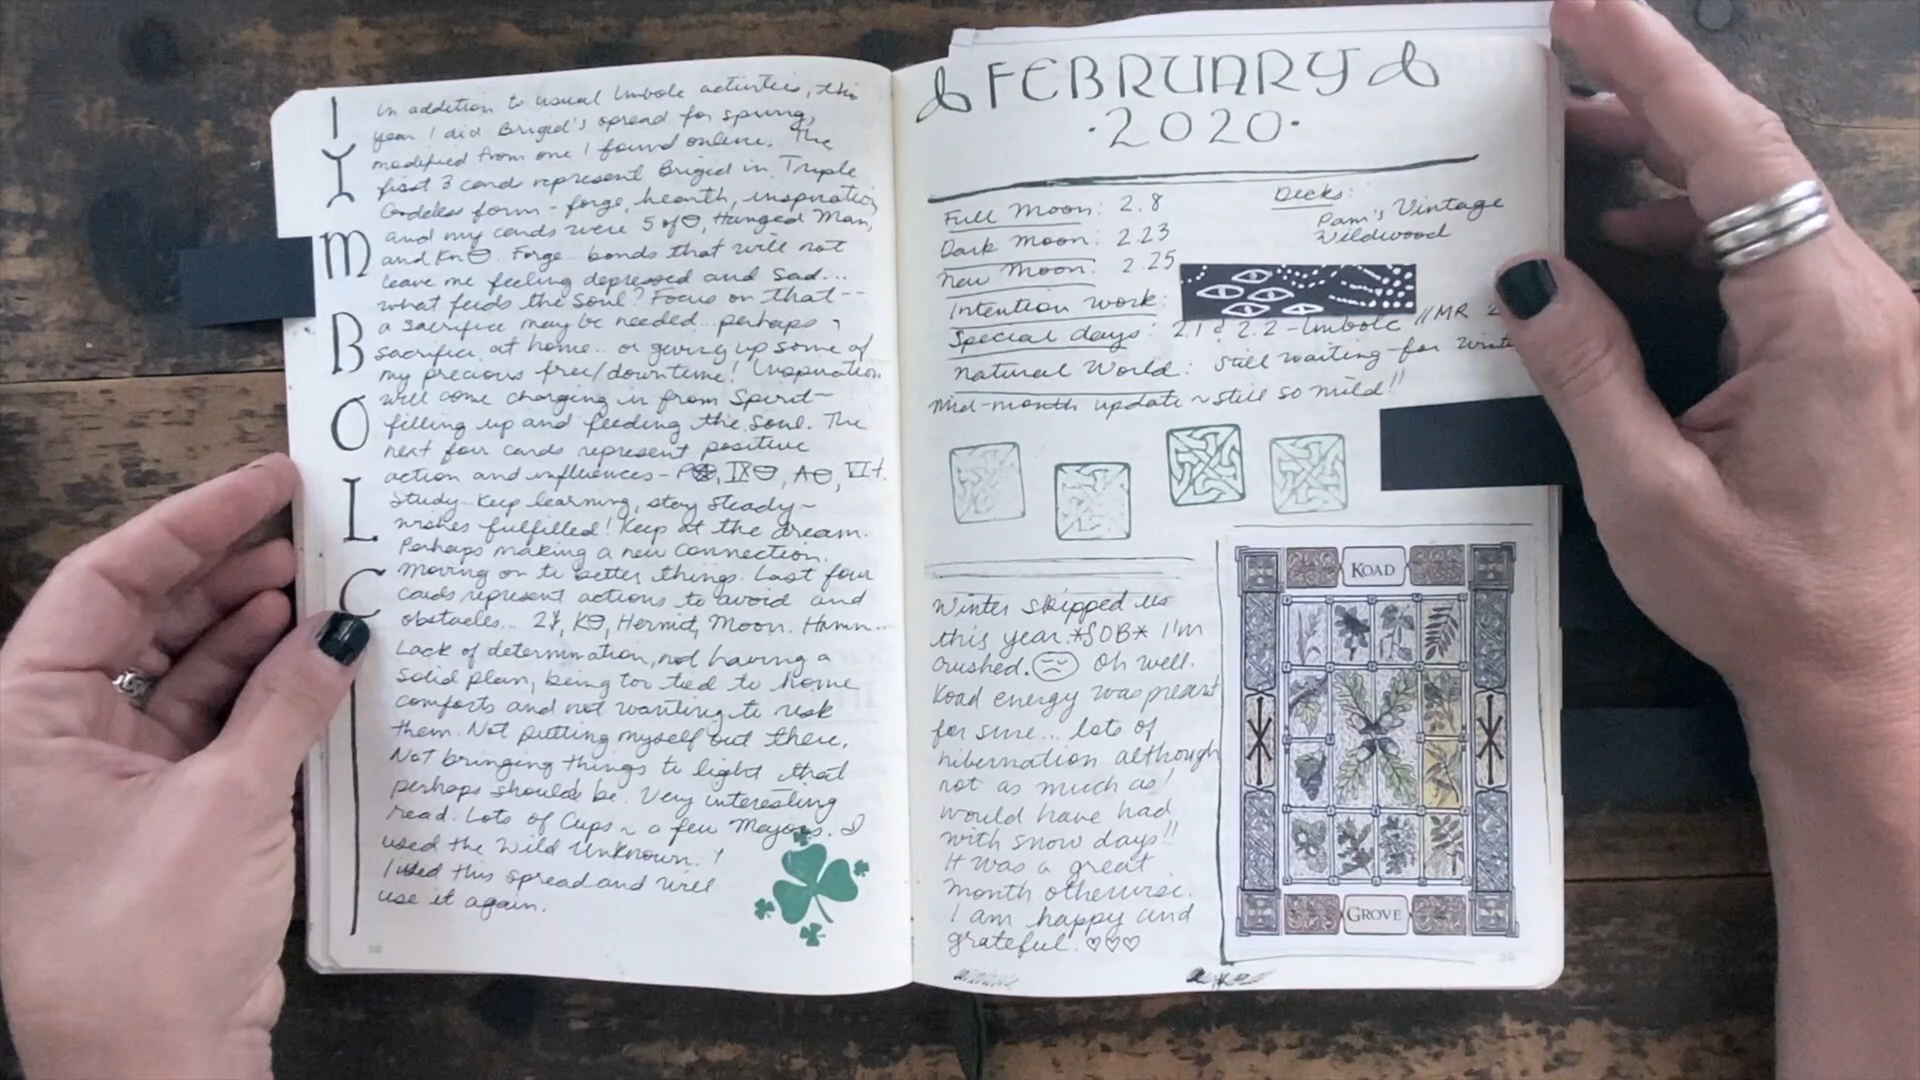 I
M
B
O
L
C
In addition to usual Imbolc activities, this
year I did Brigid's spread for spring,
modified from one I found online. The
first 3 cards represent Brigid in Triple
Goddess form - forge, hearth, inspiration
and my cards were 5 of, Hanged Man,
and Kn. Forge.. bonds that will not
leave me feeling depressed and sad...
what feeds the soul? Focus on that--
a sacrifice may be needed.. perhaps
sacrifice at home.. or giving up some of
my precious free/downtime! Inspiration
will come charging in from Spirit~
filling up and feeding the soul. The
next four cards represent positive
action and influences - P, IX, A, VI
Study.. Keep learning, stay steady~
wishes fulfilled! Keep at the dream.
Perhaps making a new connection.
Moving on to better things. Last four
cards represent actions to avoid and
obstacles... 2, K, Hermit, Moon. Hmm...
Lack of determination, not having a
solid plan, being too tied to home
comforts and not wanting to risk
them. Not putting myself out there.
Not bringing things to light that
perhaps should be. Very interesting
read. Lots of Cups ~ a few Majors. I
used the Wild Unknown. !
I liked this spread and will
use it again.
38
FEBRUARY
·2020·
Full Moon: 2.8
Dark Moon: 2.23
New Moon: 2.25
Decks:
Pam's Vintage
Wildwood
Intention Work:
Special days: 2.1 & 2.2 - Imbolc // MR
Natural World: Still waiting for
Mid-month update ~ still so mild!!
Winter skipped us
this year. *SOB* I'm
crushed. Oh well.
Koad energy was present
for sure... lots of
hibernation although
not as much as I
would have had
with snow days!!
It was a great
month otherwise.
I am happy and
grateful. ♡♡♡
KOAD
GROVE